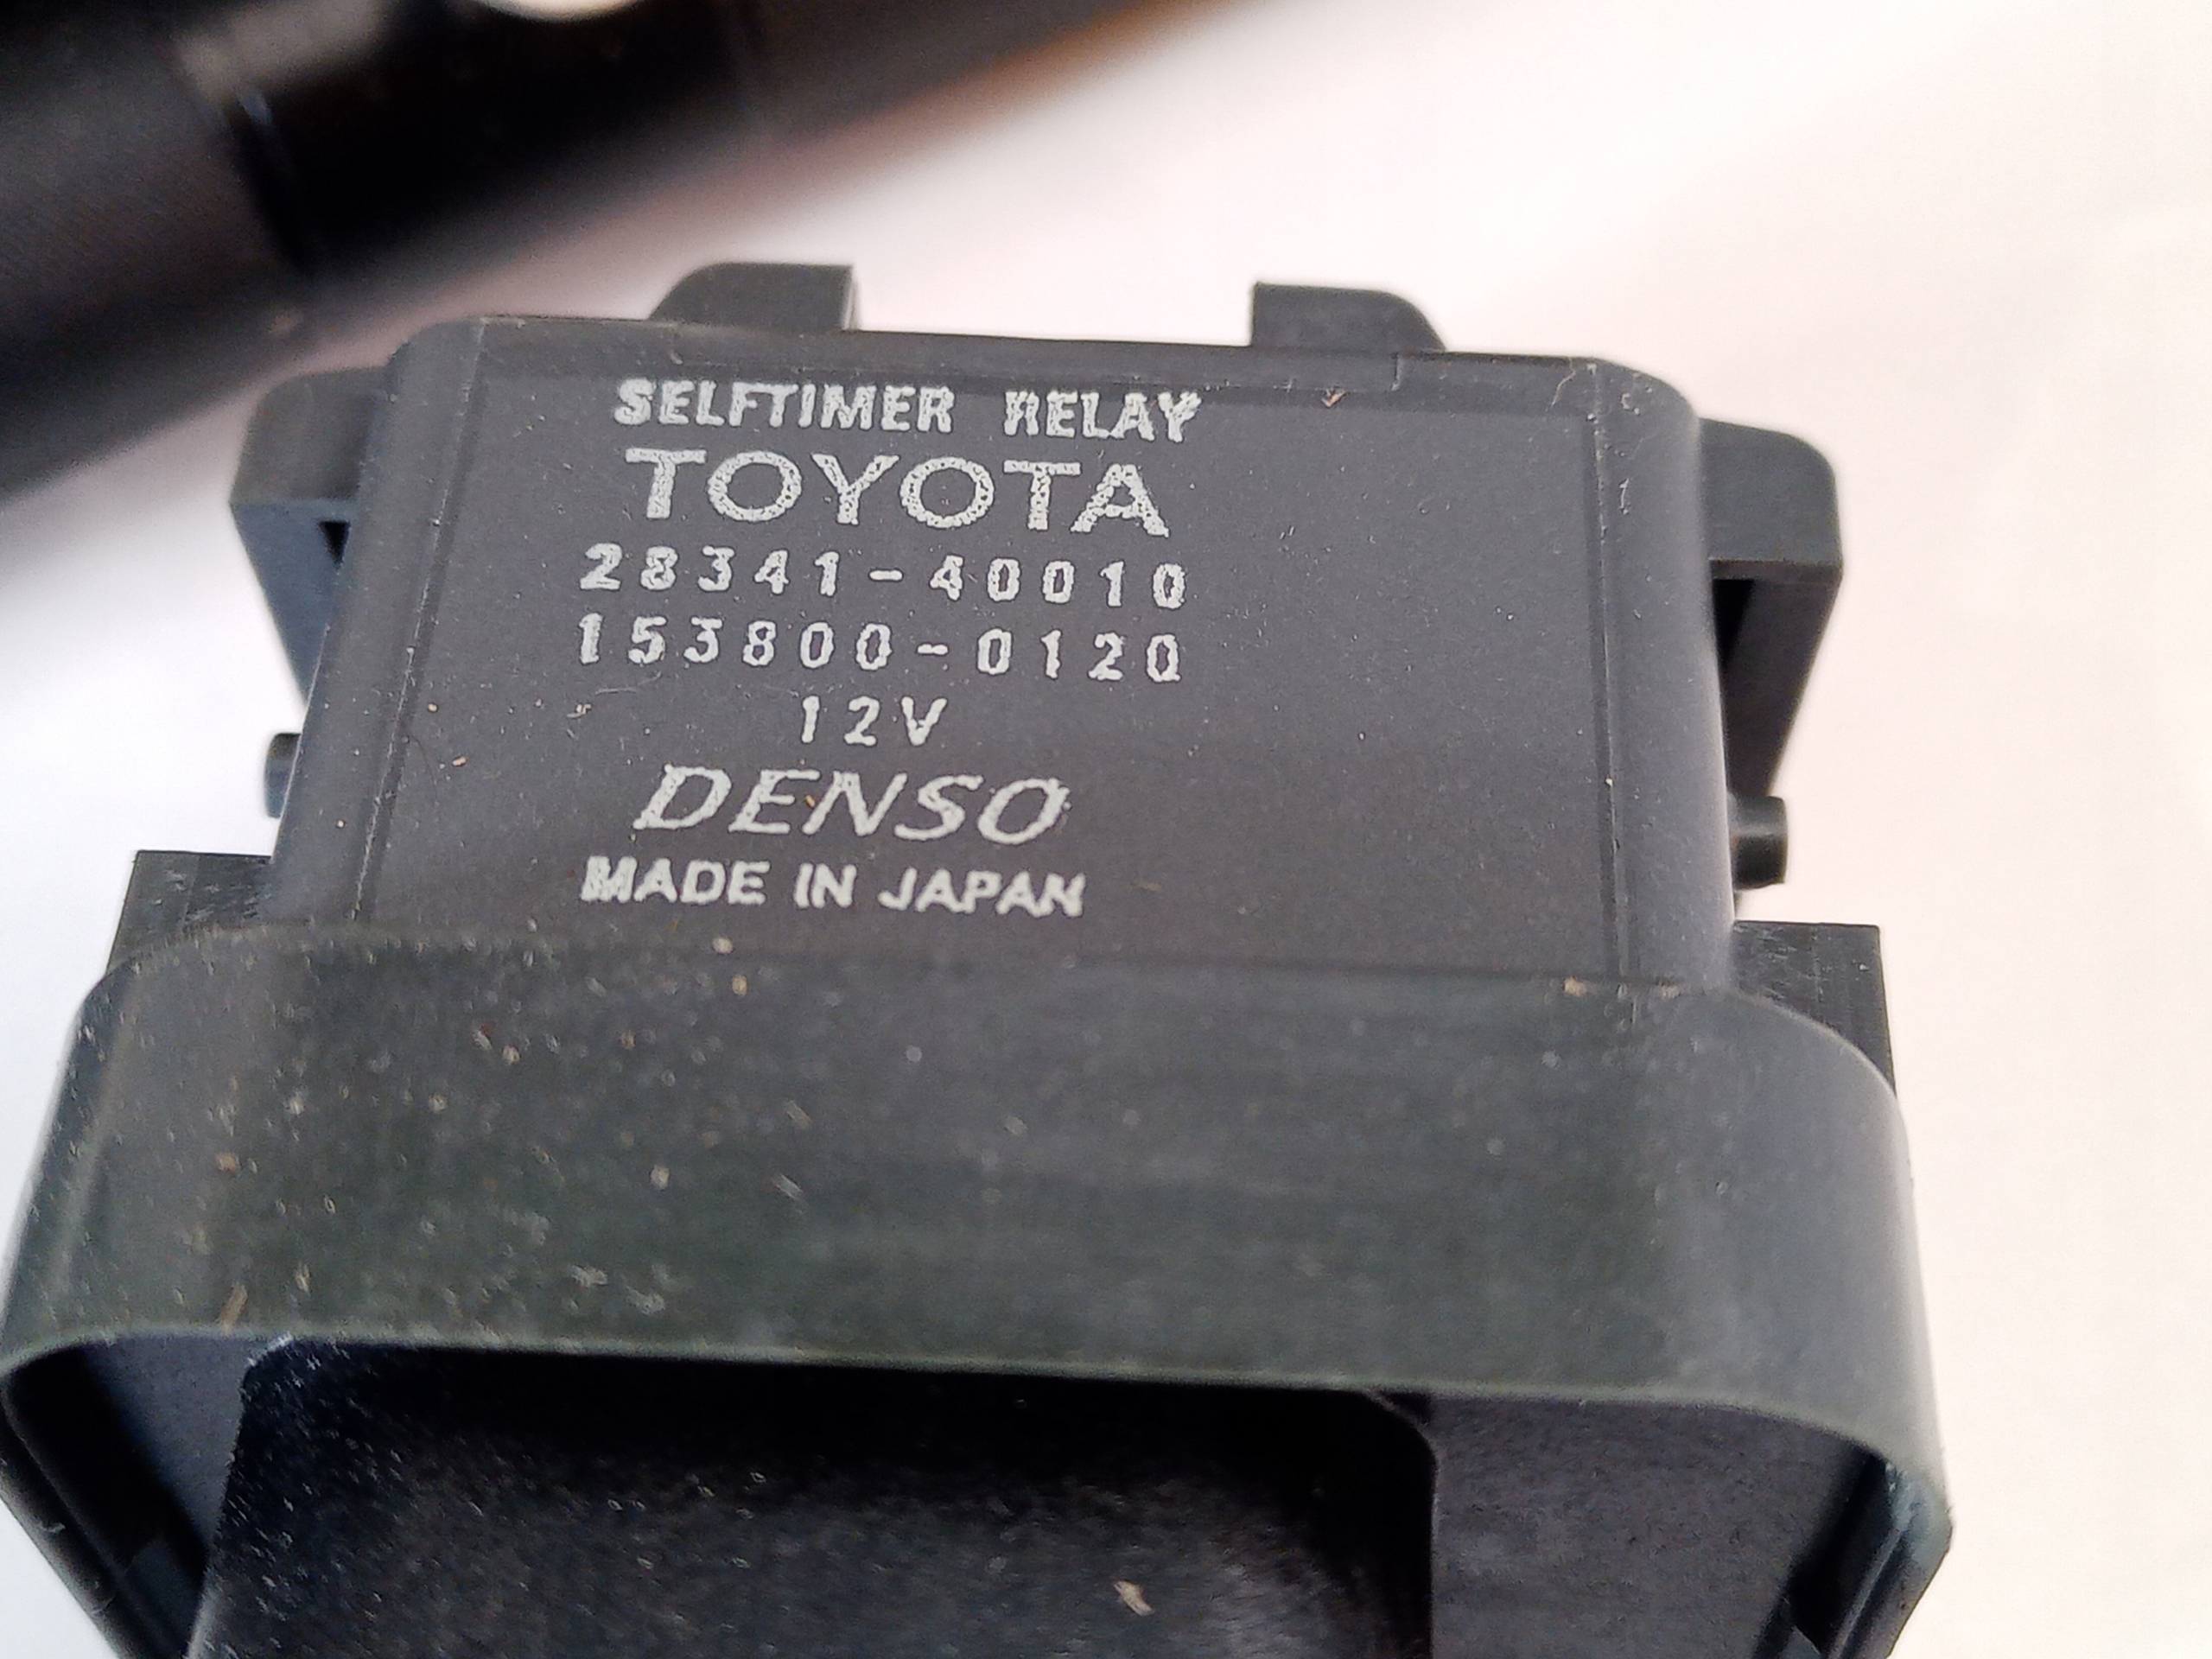 SELFTIMER RELAY
TOYOTA
28341-40010
153800-0120
12V
DENSO
MADE IN JAPAN